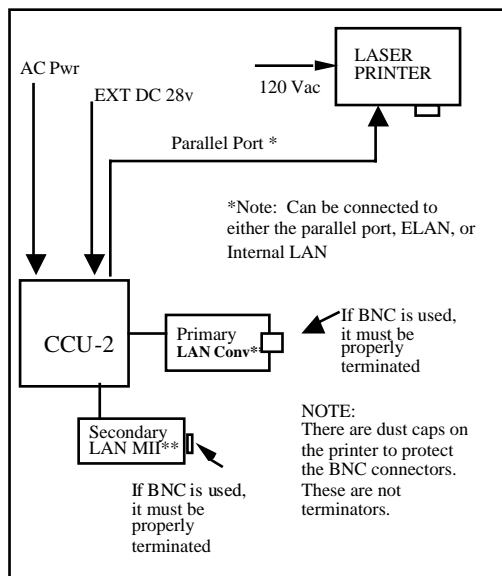 AC Pwr
EXT DC 28v
120 Vac
LASER
PRINTER
Parallel Port *
*Note: Can be connected to
either the parallel port, ELAN, or
Internal LAN
CCU-2
Primary
LAN Conv**
If BNC is used,
it must be
properly
terminated
Secondary
LAN MII**
If BNC is used,
it must be
properly
terminated
NOTE:
There are dust caps on
the printer to protect
the BNC connectors.
These are not
terminators.